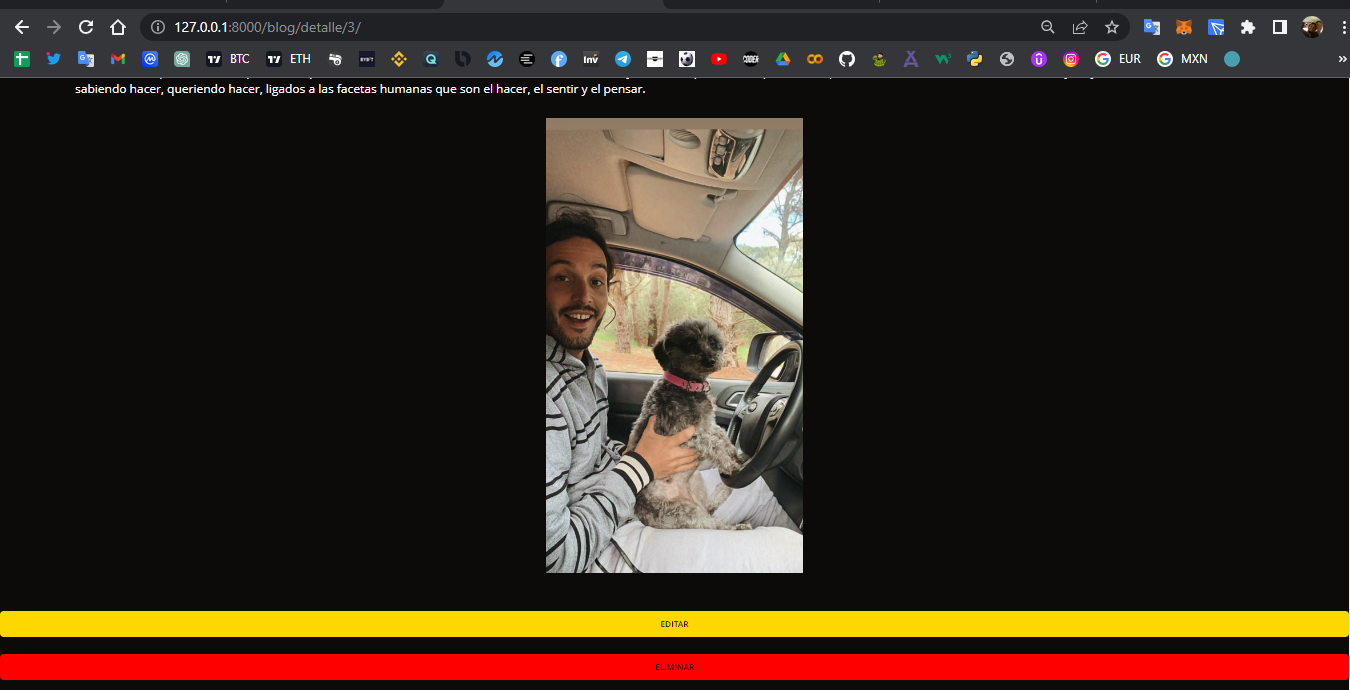 127.0.0.1:8000/blog/detalle/3/
BTC ETH EUR MXN
sabiendo hacer, queriendo hacer, ligados a las facetas humanas que son el hacer, el sentir y el pensar.
EDITAR
ELIMINAR